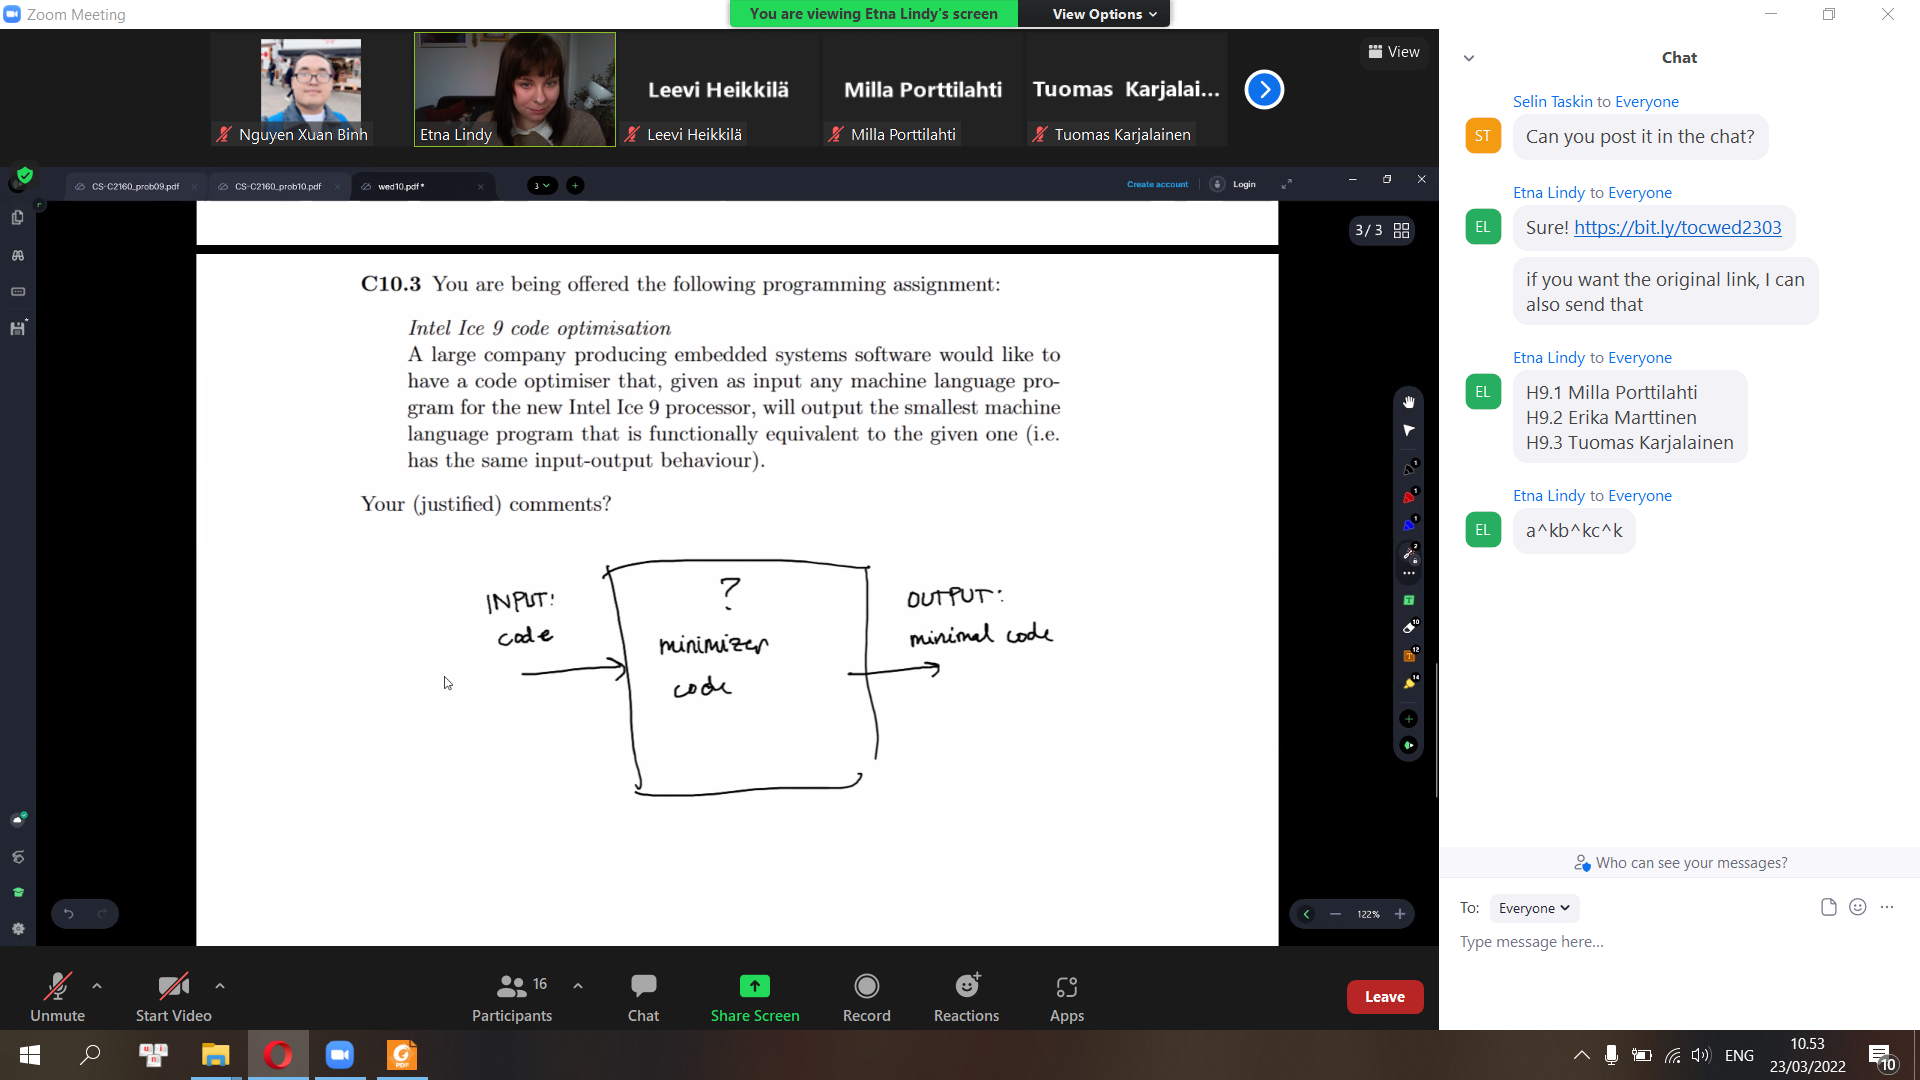 Zoom Meeting
You are viewing Etna Lindy's screen
View Options
View
Nguyen Xuan Binh
Etna Lindy
Leevi Heikkilä
Leevi Heikkilä
Milla Porttilahti
Milla Porttilahti
Tuomas Karjalai...
Tuomas Karjalainen
CS-C2160_prob09.pdf
CS-C2160_prob10.pdf
wed10.pdf *
3
Create account
Login
3 / 3
C10.3 You are being offered the following programming assignment:
Intel Ice 9 code optimisation
A large company producing embedded systems software would like to
have a code optimiser that, given as input any machine language pro-
gram for the new Intel Ice 9 processor, will output the smallest machine
language program that is functionally equivalent to the given one (i.e.
has the same input-output behaviour).
Your (justified) comments?
INPUT:
code
?
minimizer
code
OUTPUT:
minimal code
1
1
1
2
6
10
12
14
122%
Chat
Selin Taskin to Everyone
ST
Can you post it in the chat?
Etna Lindy to Everyone
EL
Sure! https://bit.ly/tocwed2303
if you want the original link, I can
also send that
Etna Lindy to Everyone
EL
H9.1 Milla Porttilahti
H9.2 Erika Marttinen
H9.3 Tuomas Karjalainen
Etna Lindy to Everyone
EL
a^kb^kc^k
Who can see your messages?
To: Everyone
Type message here...
Unmute
Start Video
Participants
16
Chat
Share Screen
Record
Reactions
Apps
Leave
ENG
10.53
23/03/2022
10